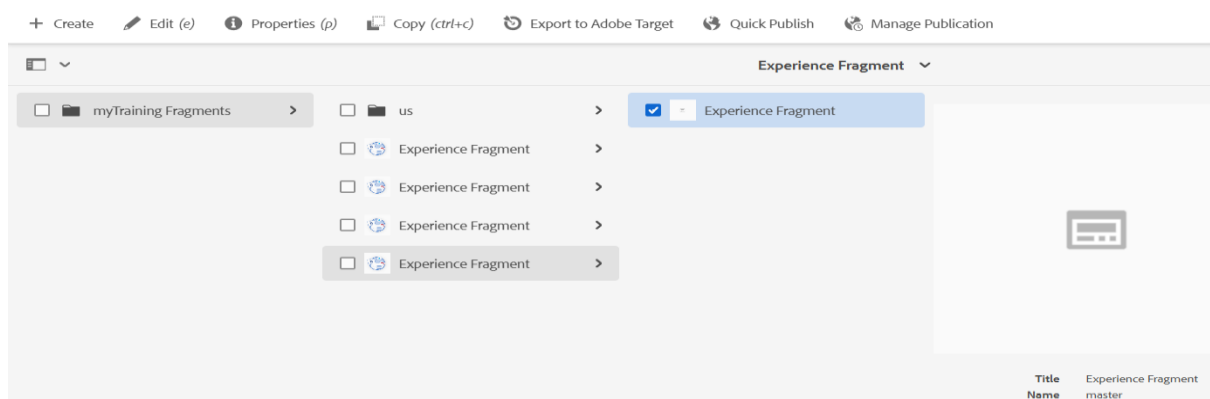 + Create Edit (e) Properties (p) Copy (ctrl+c) Export to Adobe Target Quick Publish Manage Publication
Experience Fragment
myTraining Fragments
us
Experience Fragment
Experience Fragment
Experience Fragment
Experience Fragment
Experience Fragment
Title Experience Fragment
Name master